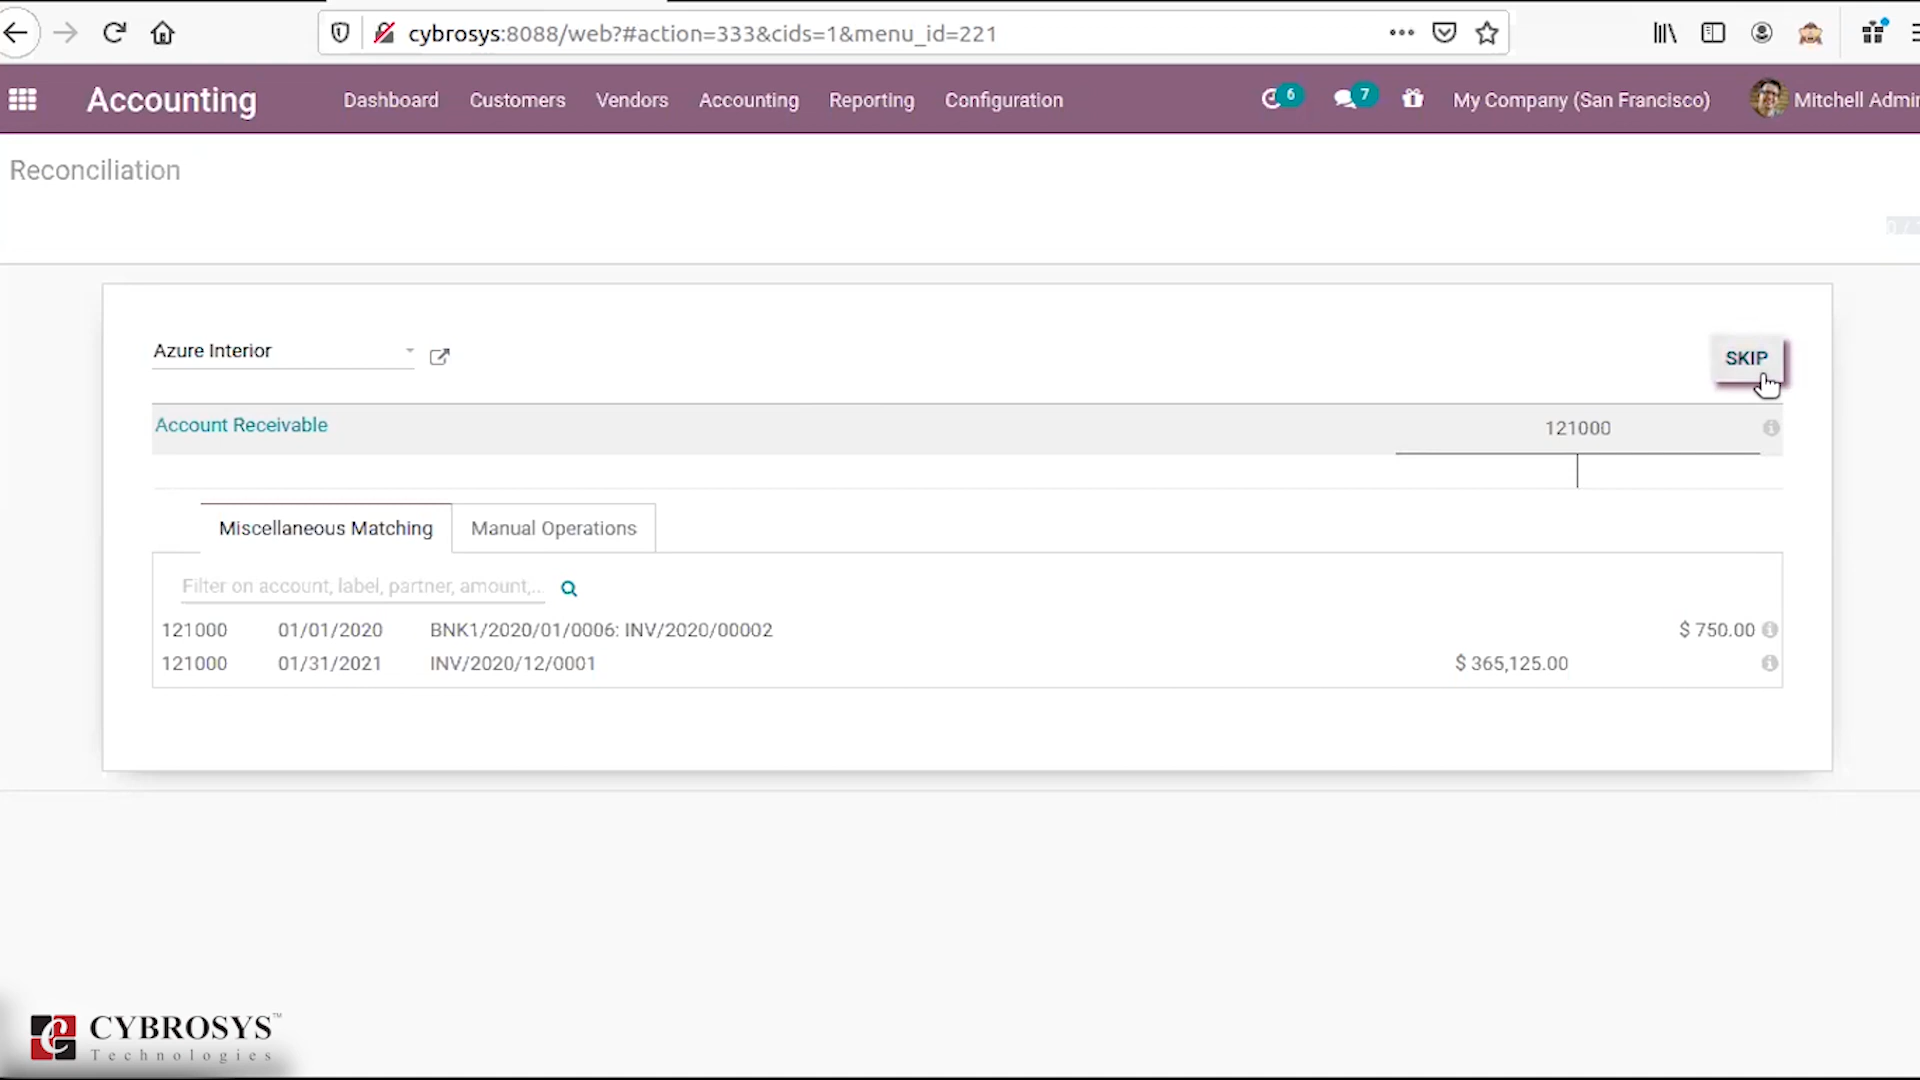 cybrosys:8088/web?#action=333&cids=1&menu_id=221
Accounting Dashboard Customers Vendors Accounting Reporting Configuration 6 7 My Company (San Francisco) Mitchell Admin
Reconciliation
Azure Interior
SKIP
Account Receivable 121000
Miscellaneous Matching Manual Operations
Filter on account, label, partner, amount,...
121000 01/01/2020 BNK1/2020/01/0006: INV/2020/00002 $ 750.00
121000 01/31/2021 INV/2020/12/0001 $ 365,125.00
CYBROSYS™
Technologies